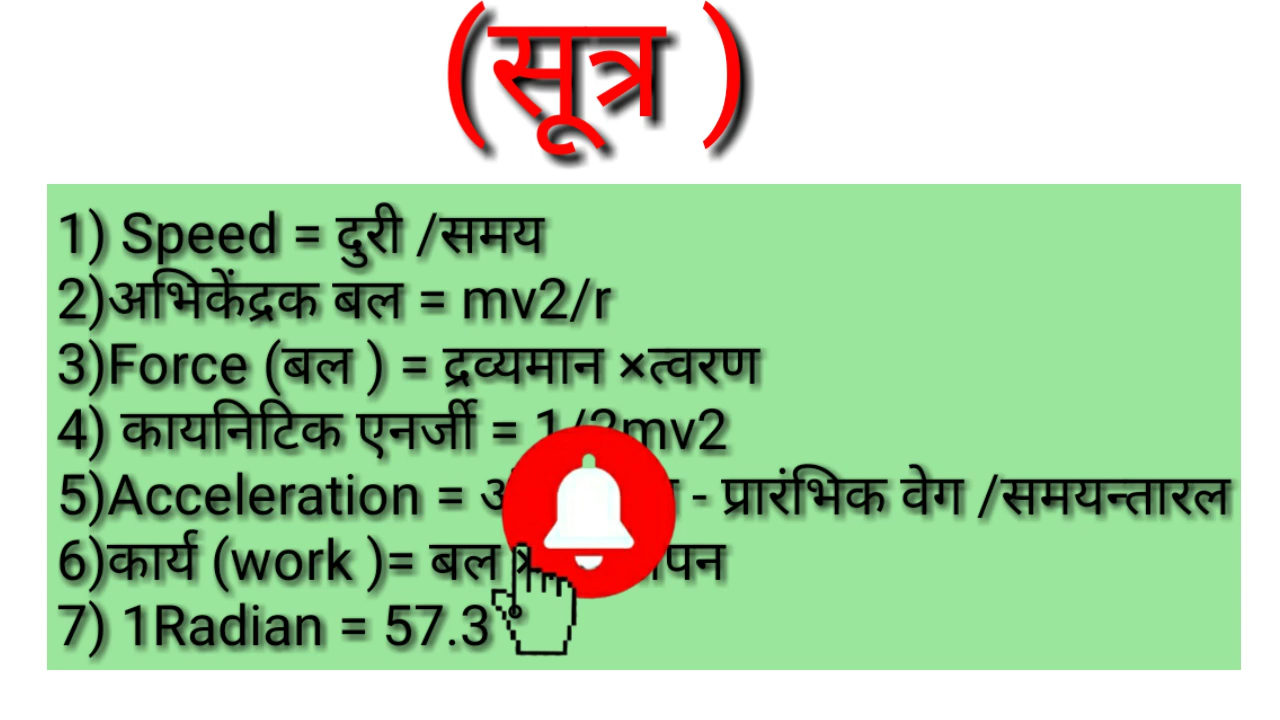 (सूत्र )
1) Speed = दुरी /समय
2)अभिकेंद्रक बल = mv2/r
3)Force (बल ) = द्रव्यमान ×त्वरण
4) कायनिटिक एनर्जी = 1/2mv2
5)Acceleration = - प्रारंभिक वेग /समयन्तारल
6)कार्य (work )= बल
7) 1Radian = 57.3°